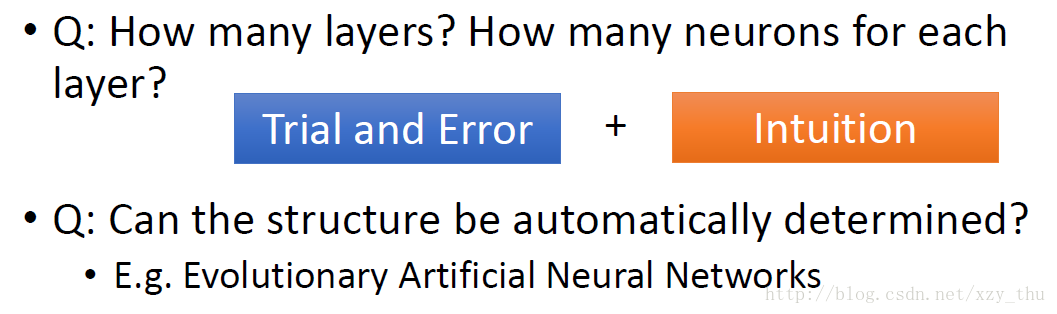 • Q: How many layers? How many neurons for each
layer?
Trial and Error + Intuition
• Q: Can the structure be automatically determined?
• E.g. Evolutionary Artificial Neural Networks
http://blog.csdn.net/xzy_thu